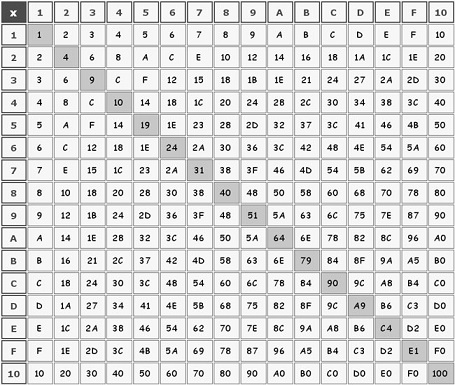 x 1 2 3 4 5 6 7 8 9 A B C D E F 10
1 1 2 3 4 5 6 7 8 9 A B C D E F 10
2 2 4 6 8 A C E 10 12 14 16 18 1A 1C 1E 20
3 3 6 9 C F 12 15 18 1B 1E 21 24 27 2A 2D 30
4 4 8 C 10 14 18 1C 20 24 28 2C 30 34 38 3C 40
5 5 A F 14 19 1E 23 28 2D 32 37 3C 41 46 4B 50
6 6 C 12 18 1E 24 2A 30 36 3C 42 48 4E 54 5A 60
7 7 E 15 1C 23 2A 31 38 3F 46 4D 54 5B 62 69 70
8 8 10 18 20 28 30 38 40 48 50 58 60 68 70 78 80
9 9 12 1B 24 2D 36 3F 48 51 5A 63 6C 75 7E 87 90
A A 14 1E 28 32 3C 46 50 5A 64 6E 78 82 8C 96 A0
B B 16 21 2C 37 42 4D 58 63 6E 79 84 8F 9A A5 B0
C C 18 24 30 3C 48 54 60 6C 78 84 90 9C A8 B4 C0
D D 1A 27 34 41 4E 5B 68 75 82 8F 9C A9 B6 C3 D0
E E 1C 2A 38 46 54 62 70 7E 8C 9A A8 B6 C4 D2 E0
F F 1E 2D 3C 4B 5A 69 78 87 96 A5 B4 C3 D2 E1 F0
10 10 20 30 40 50 60 70 80 90 A0 B0 C0 D0 E0 F0 100